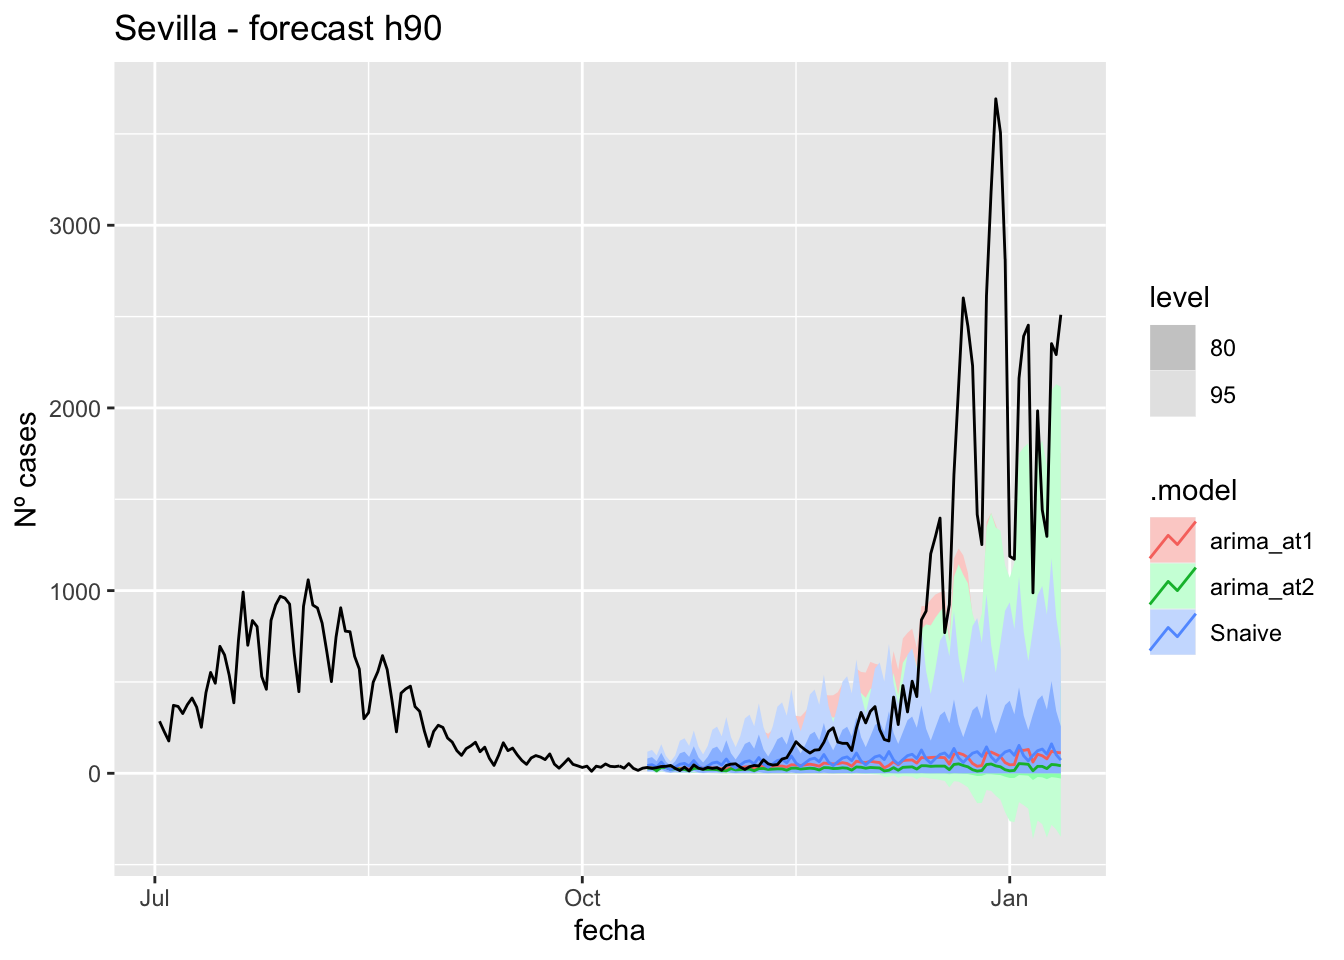 Sevilla - forecast h90
Nº cases
3000
2000
1000
0
Jul
Oct
Jan
fecha
level
80
95
.model
arima_at1
arima_at2
Snaive